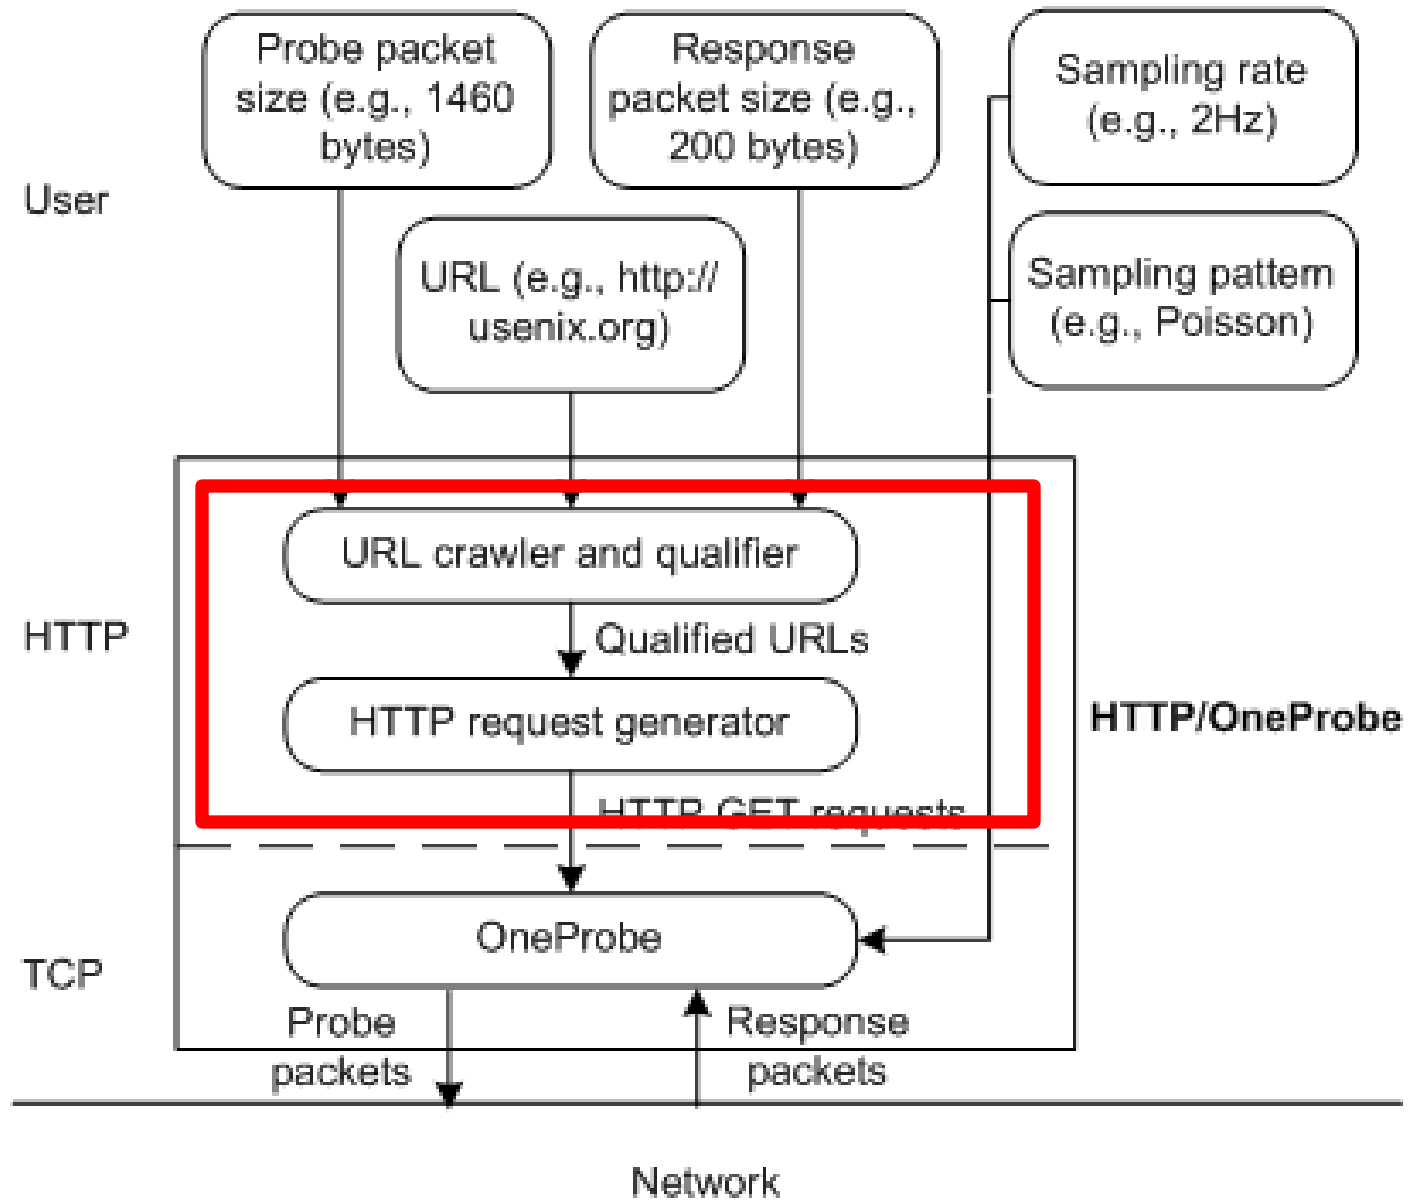 Probe packet
size (e.g., 1460
bytes)
Response
packet size (e.g.,
200 bytes)
Sampling rate
(e.g., 2Hz)
User
URL (e.g., http://
usenix.org)
Sampling pattern
(e.g., Poisson)
URL crawler and qualifier
HTTP
Qualified URLs
HTTP request generator
HTTP/OneProbe
HTTP GET requests
OneProbe
TCP
Probe
packets
Response
packets
Network